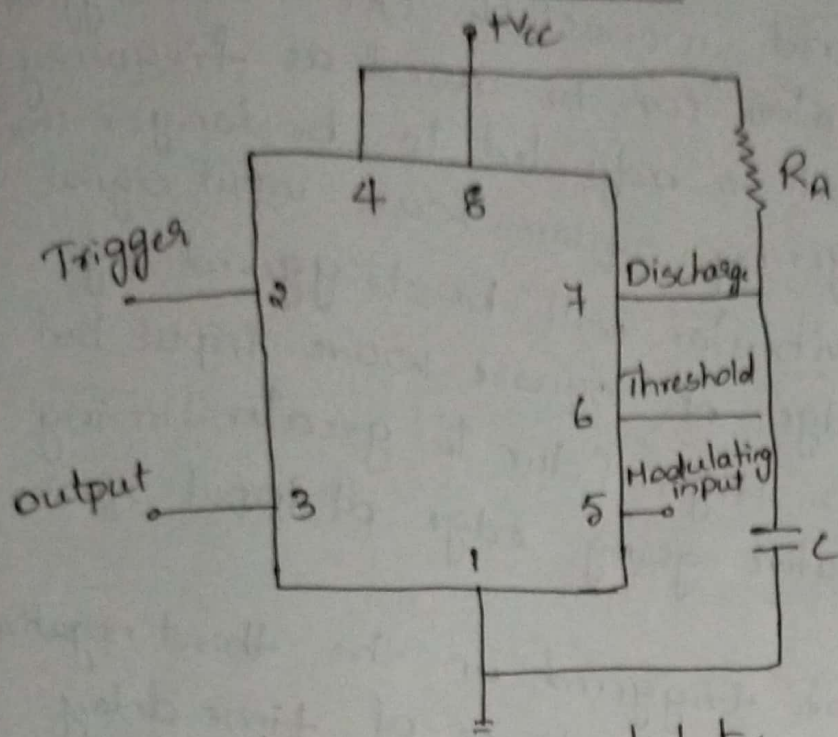 +Vcc
RA
4 8
Trigger
2
7 Discharge
6 Threshold
Modulating
input
5
output
3
1
C